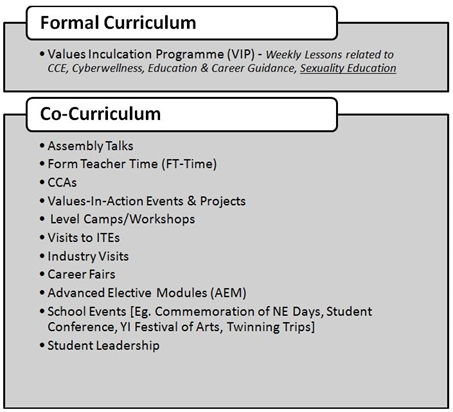 Formal Curriculum
• Values Inculcation Programme (VIP) - Weekly Lessons related to
CCE, Cyberwellness, Education & Career Guidance, Sexuality Education
Co-Curriculum
• Assembly Talks
• Form Teacher Time (FT-Time)
• CCAs
• Values-In-Action Events & Projects
• Level Camps/Workshops
• Visits to ITEs
• Industry Visits
• Career Fairs
• Advanced Elective Modules (AEM)
• School Events [Eg. Commemoration of NE Days, Student
Conference, YI Festival of Arts, Twinning Trips]
• Student Leadership